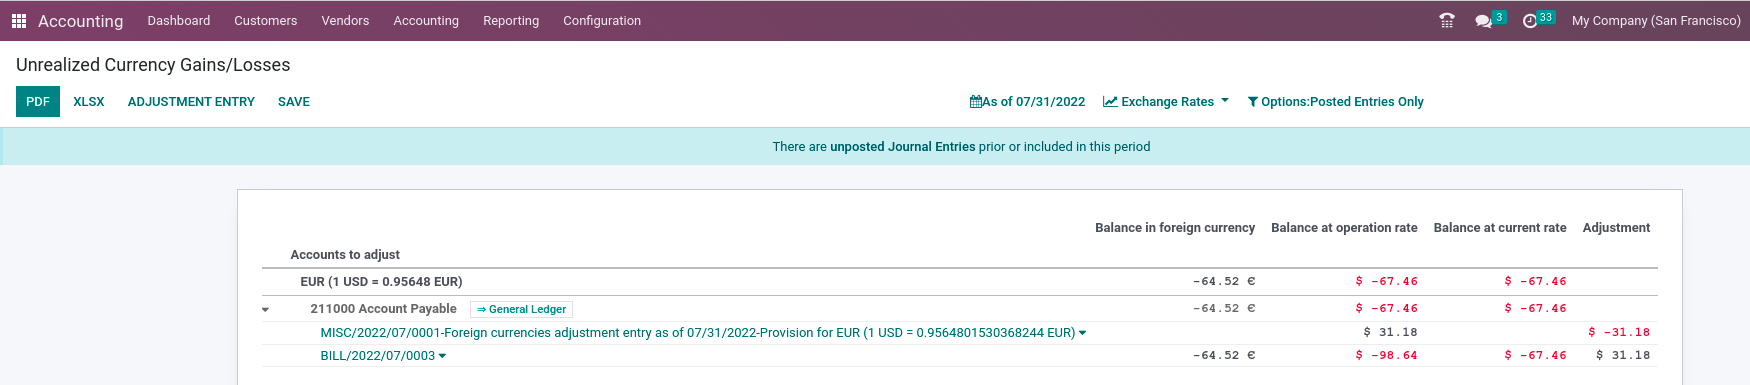 Accounting Dashboard Customers Vendors Accounting Reporting Configuration 3 33 My Company (San Francisco)
Unrealized Currency Gains/Losses
PDF XLSX ADJUSTMENT ENTRY SAVE As of 07/31/2022 Exchange Rates Options:Posted Entries Only
There are unposted Journal Entries prior or included in this period
Balance in foreign currency Balance at operation rate Balance at current rate Adjustment
Accounts to adjust
EUR (1 USD = 0.95648 EUR) -64.52 € $ -67.46 $ -67.46
211000 Account Payable ⇒ General Ledger -64.52 € $ -67.46 $ -67.46
MISC/2022/07/0001-Foreign currencies adjustment entry as of 07/31/2022-Provision for EUR (1 USD = 0.9564801530368244 EUR) $ 31.18 $ -31.18
BILL/2022/07/0003 -64.52 € $ -98.64 $ -67.46 $ 31.18